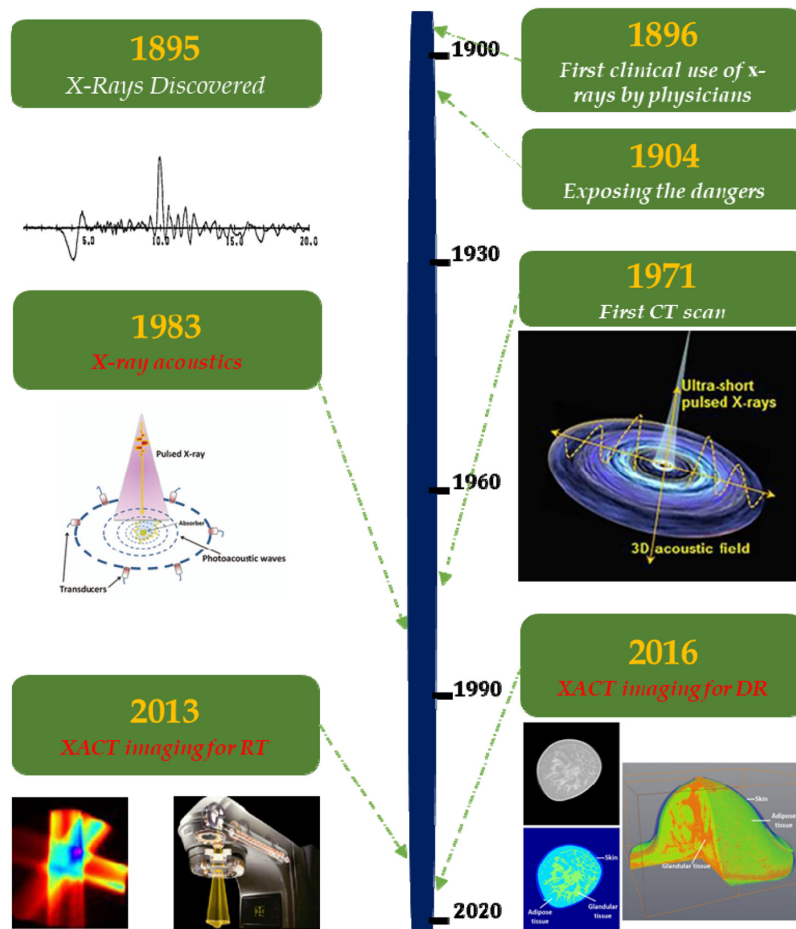 1895
X-Rays Discovered
1896
First clinical use of x-
rays by physicians
1900
1904
Exposing the dangers
5.0
10.0
15.0
20.0
1930
1983
X-ray acoustics
1971
First CT scan
Ultra-short
pulsed X-rays
3D acoustic field
Pulsed X-ray
Absorber
Photoacoustic waves
Transducers
1960
1990
2013
XACT imaging for RT
2016
XACT imaging for DR
Skin
Adipose
tissue
Glandular
tissue
Skin
Adipose
tissue
Glandular
tissue
2020